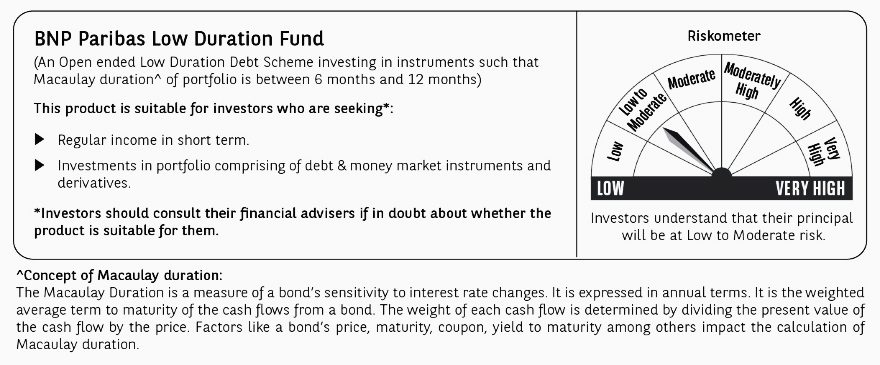 BNP Paribas Low Duration Fund
(An Open ended Low Duration Debt Scheme investing in instruments such that
Macaulay duration^ of portfolio is between 6 months and 12 months)
This product is suitable for investors who are seeking*:
▶ Regular income in short term.
▶ Investments in portfolio comprising of debt & money market instruments and
derivatives.
*Investors should consult their financial advisers if in doubt about whether the
product is suitable for them.
Riskometer
Low
Low to
Moderate
Moderate
Moderately
High
High
Very
High
LOW VERY HIGH
Investors understand that their principal
will be at Low to Moderate risk.
^Concept of Macaulay duration:
The Macaulay Duration is a measure of a bond's sensitivity to interest rate changes. It is expressed in annual terms. It is the weighted
average term to maturity of the cash flows from a bond. The weight of each cash flow is determined by dividing the present value of
the cash flow by the price. Factors like a bond's price, maturity, coupon, yield to maturity among others impact the calculation of
Macaulay duration.